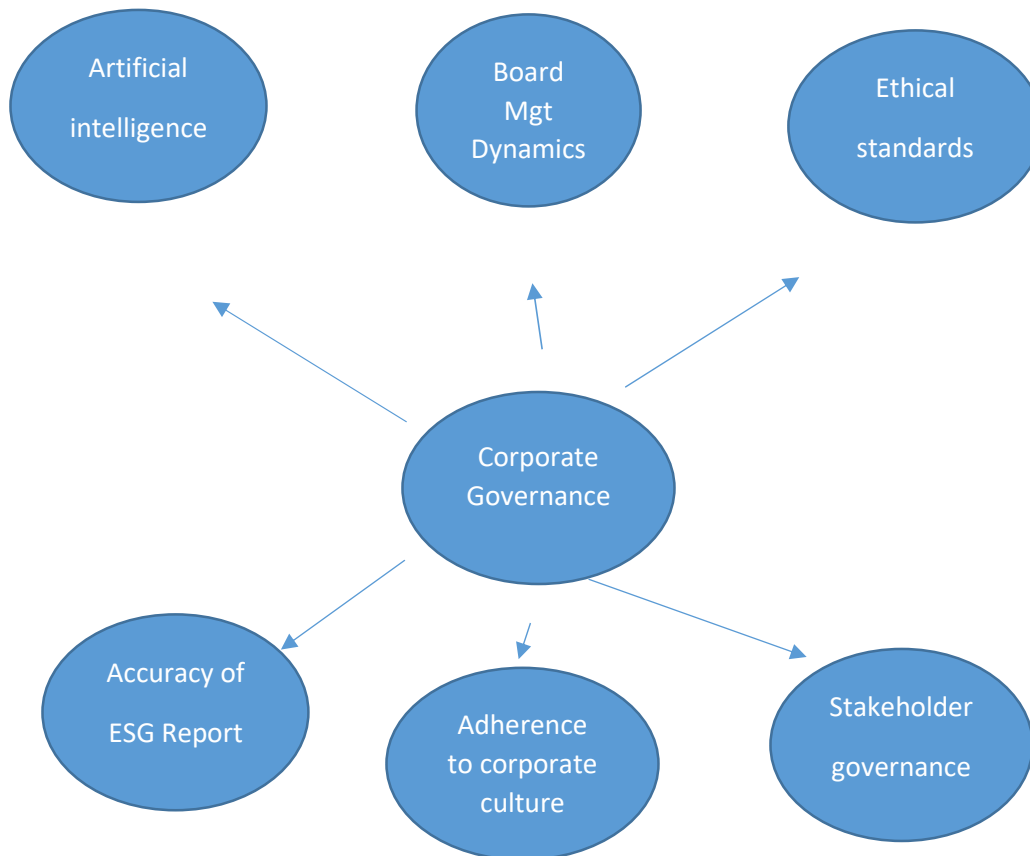 Artificial
intelligence
Board
Mgt
Dynamics
Ethical
standards
Corporate
Governance
Accuracy of
ESG Report
Adherence
to corporate
culture
Stakeholder
governance